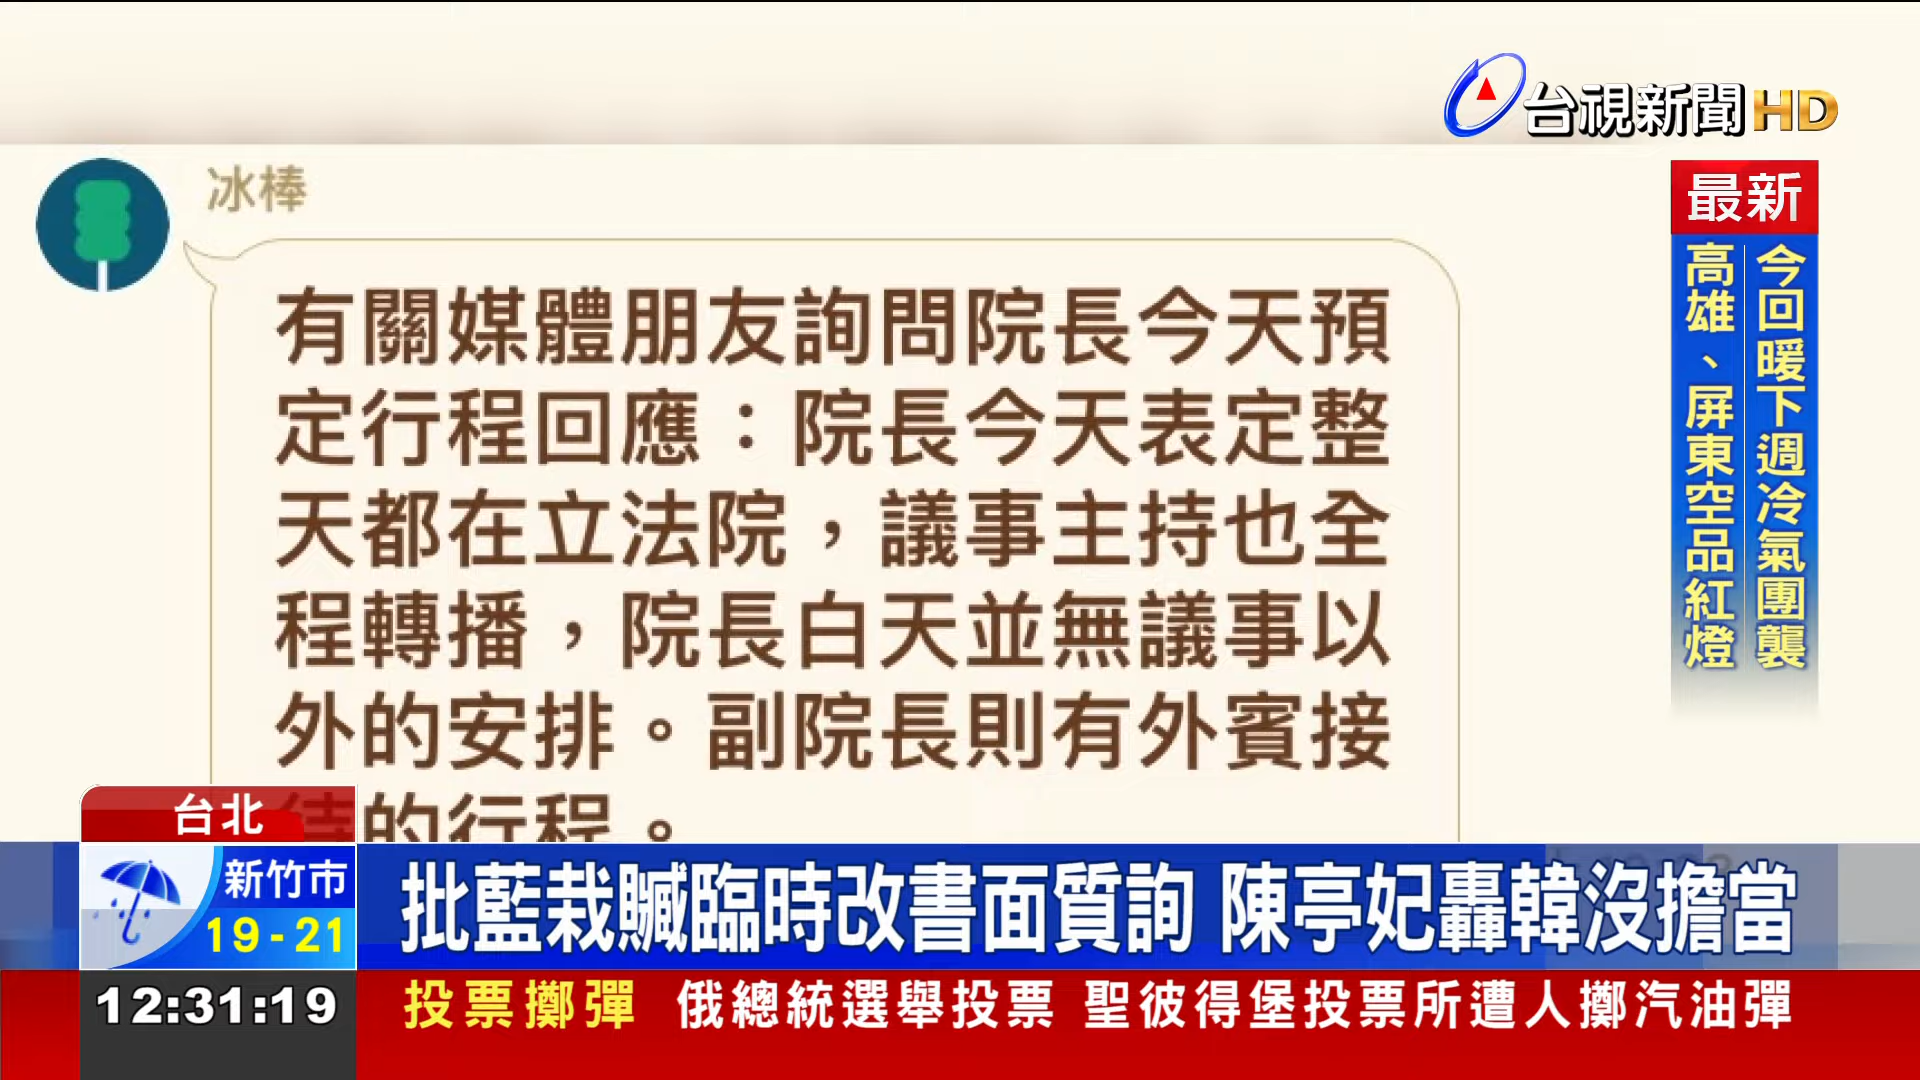 台視新聞HD
冰棒
有關媒體朋友詢問院長今天預
定行程回應：院長今天表定整
天都在立法院，議事主持也全
程轉播，院長白天並無議事以
外的安排。副院長則有外賓接
待的行程。
最新
今回暖下週冷氣團襲
高雄、屏東空品紅燈
台北
新竹市
19-21
12:31:19
批藍栽贓臨時改書面質詢 陳亭妃轟韓沒擔當
投票擲彈 俄總統選舉投票 聖彼得堡投票所遭人擲汽油彈